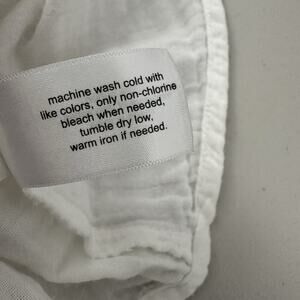 machine wash cold with
like colors, only non-chlorine
bleach when needed,
tumble dry low,
warm iron if needed.